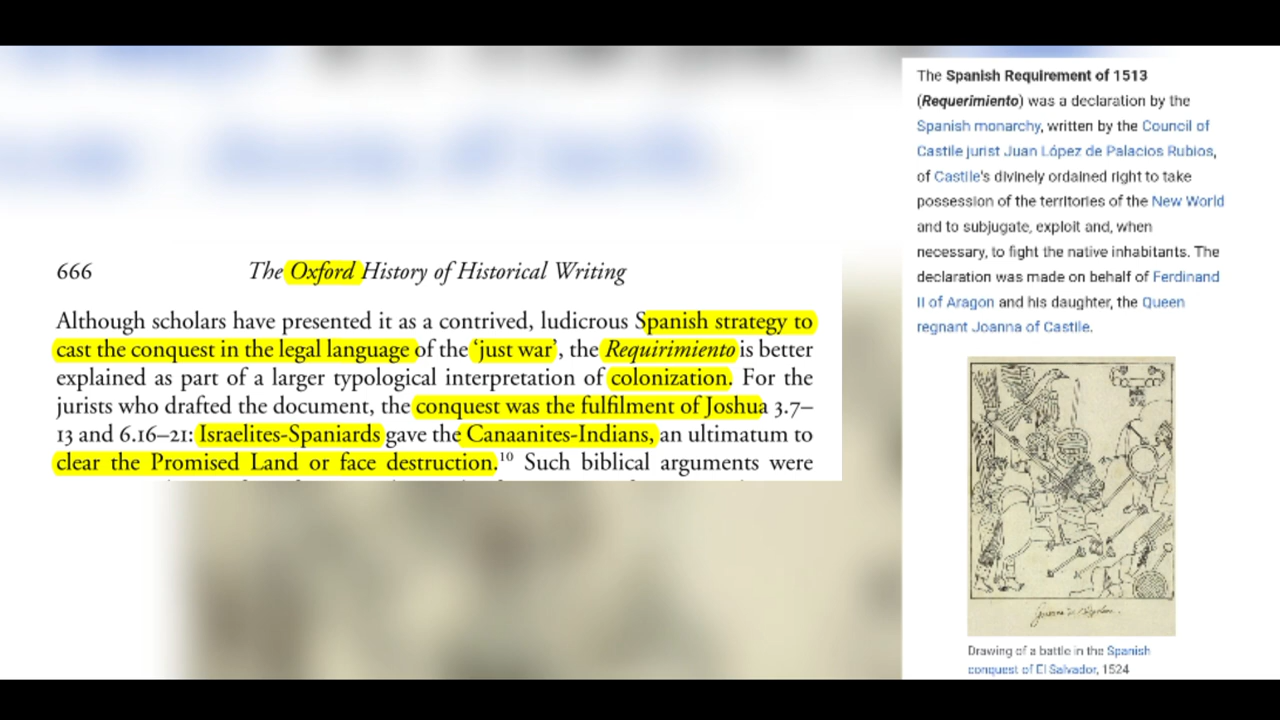 666 The Oxford History of Historical Writing
Although scholars have presented it as a contrived, ludicrous Spanish strategy to
cast the conquest in the legal language of the ‘just war’, the Requirimiento is better
explained as part of a larger typological interpretation of colonization. For the
jurists who drafted the document, the conquest was the fulfilment of Joshua 3.7–
13 and 6.16–21: Israelites-Spaniards gave the Canaanites-Indians, an ultimatum to
clear the Promised Land or face destruction.10 Such biblical arguments were
The Spanish Requirement of 1513
(Requerimiento) was a declaration by the
Spanish monarchy, written by the Council of
Castile jurist Juan López de Palacios Rubios,
of Castile's divinely ordained right to take
possession of the territories of the New World
and to subjugate, exploit and, when
necessary, to fight the native inhabitants. The
declaration was made on behalf of Ferdinand
II of Aragon and his daughter, the Queen
regnant Joanna of Castile.
Drawing of a battle in the Spanish
conquest of El Salvador, 1524